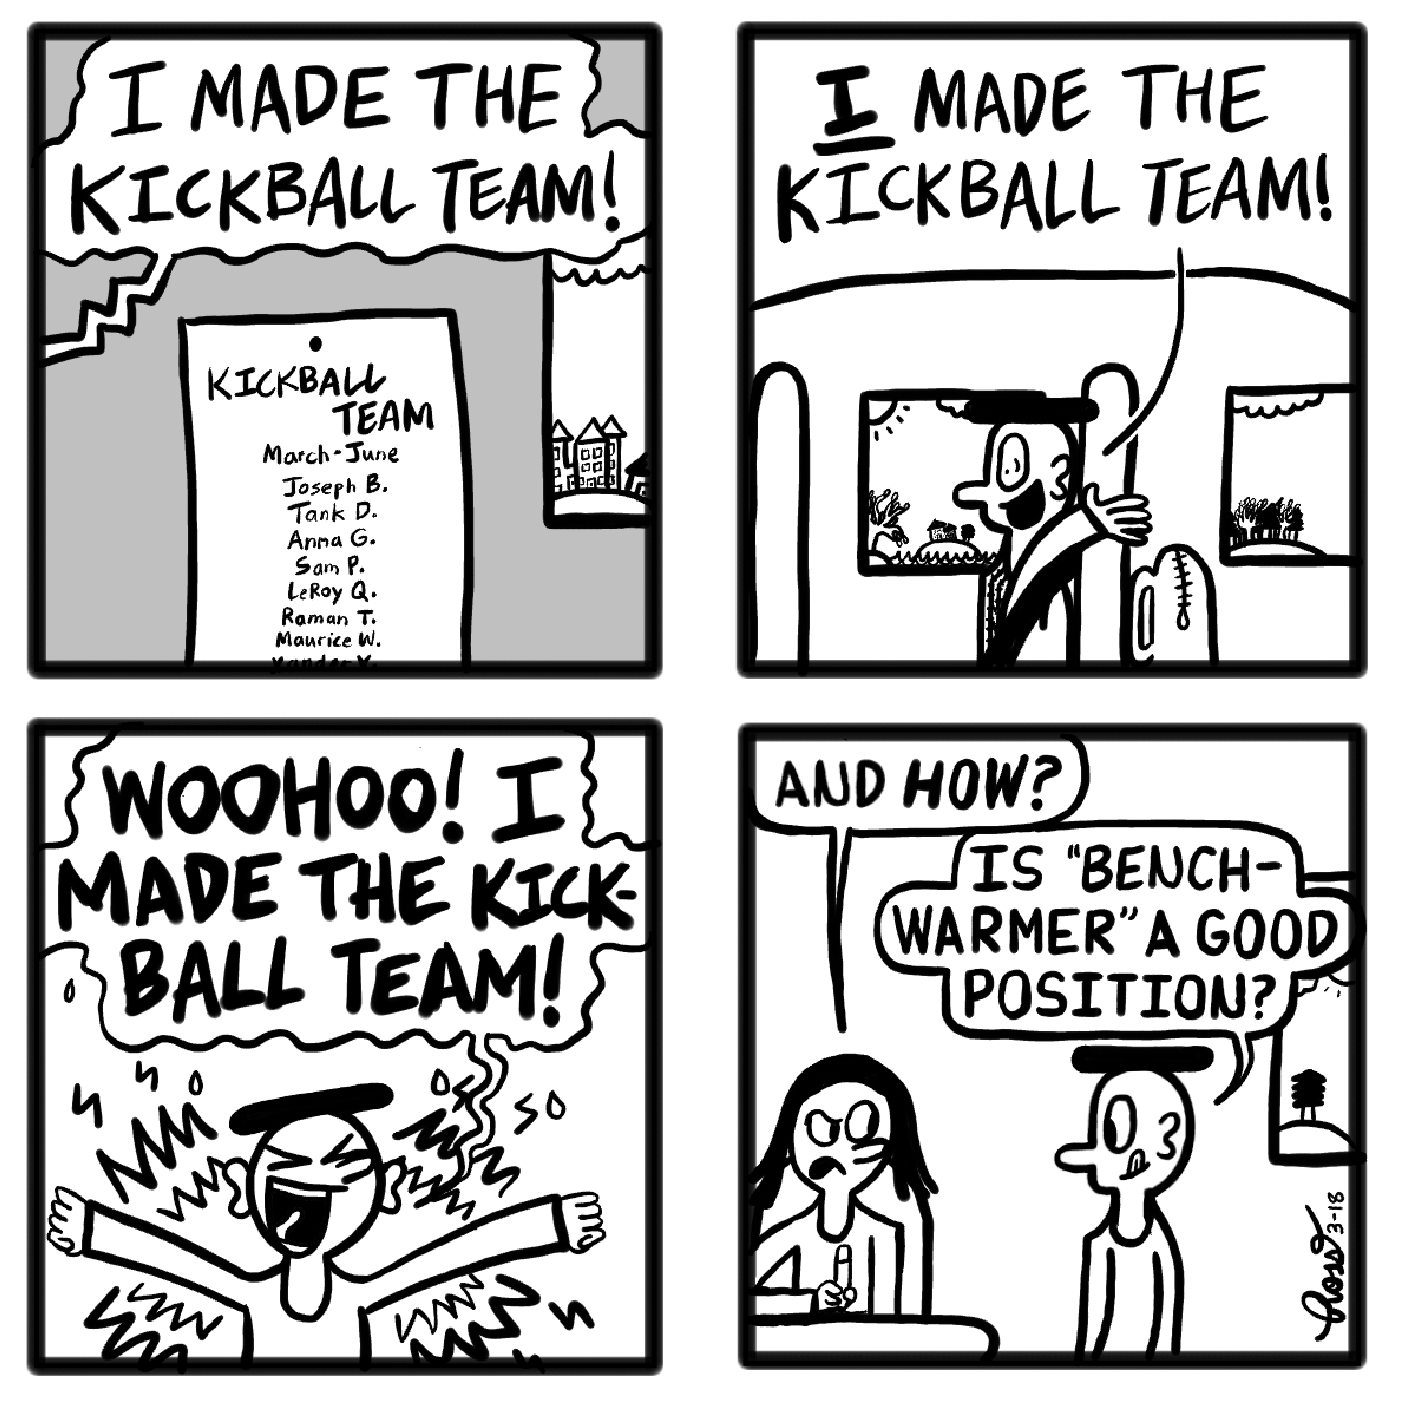 I MADE THE
KICKBALL TEAM!
KICKBALL
TEAM
March-June
Joseph B.
Tank D.
Anna G.
Sam P.
LeRoy Q.
Raman T.
Maurice W.
I MADE THE
KICKBALL TEAM!
WOOHOO! I
MADE THE KICK-
BALL TEAM!
AND HOW?
IS "BENCH-
WARMER" A GOOD
POSITION?
Ross 3-18